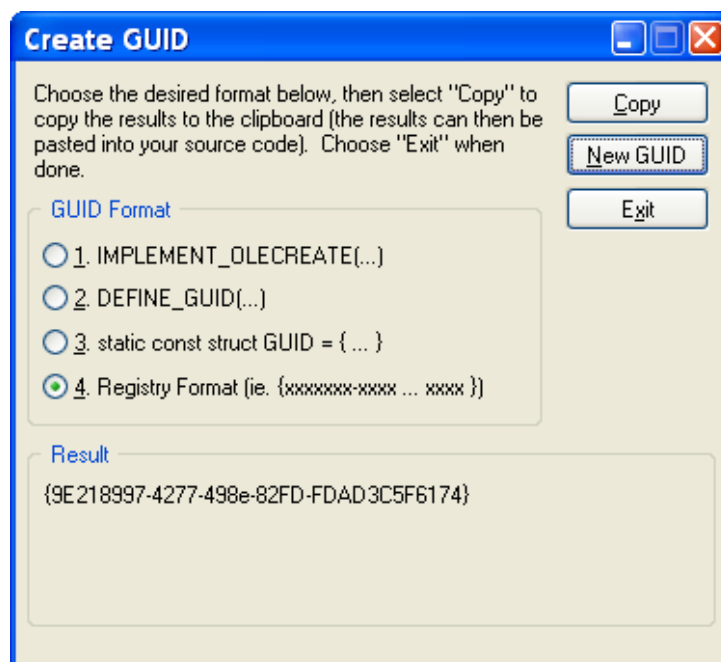 Create GUID
Choose the desired format below, then select "Copy" to
copy the results to the clipboard (the results can then be
pasted into your source code).  Choose "Exit" when
done.
Copy
New GUID
Exit
GUID Format
1. IMPLEMENT_OLECREATE(...)
2. DEFINE_GUID(...)
3. static const struct GUID = { ... }
4. Registry Format (ie. {xxxxxxx-xxxx ... xxxx })
Result
{9E218997-4277-498e-82FD-FDAD3C5F6174}